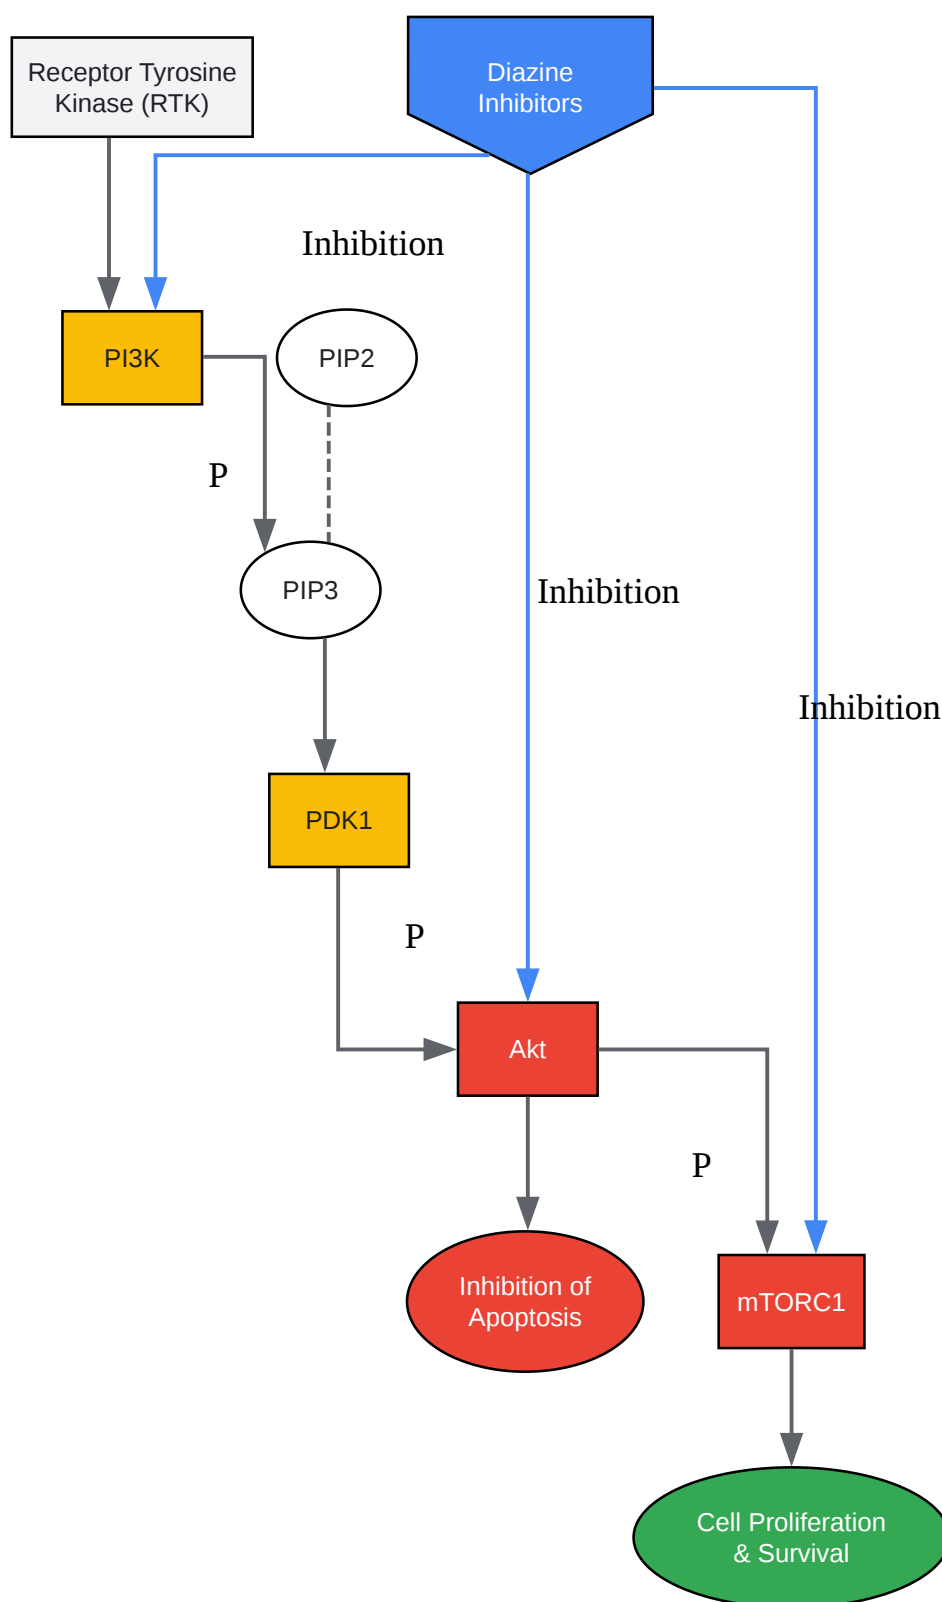 Receptor Tyrosine
Kinase (RTK)
Diazine
Inhibitors
Inhibition
PI3K
PIP2
P
PIP3
Inhibition
Inhibition
PDK1
P
Akt
P
Inhibition of
Apoptosis
mTORC1
Cell Proliferation
& Survival